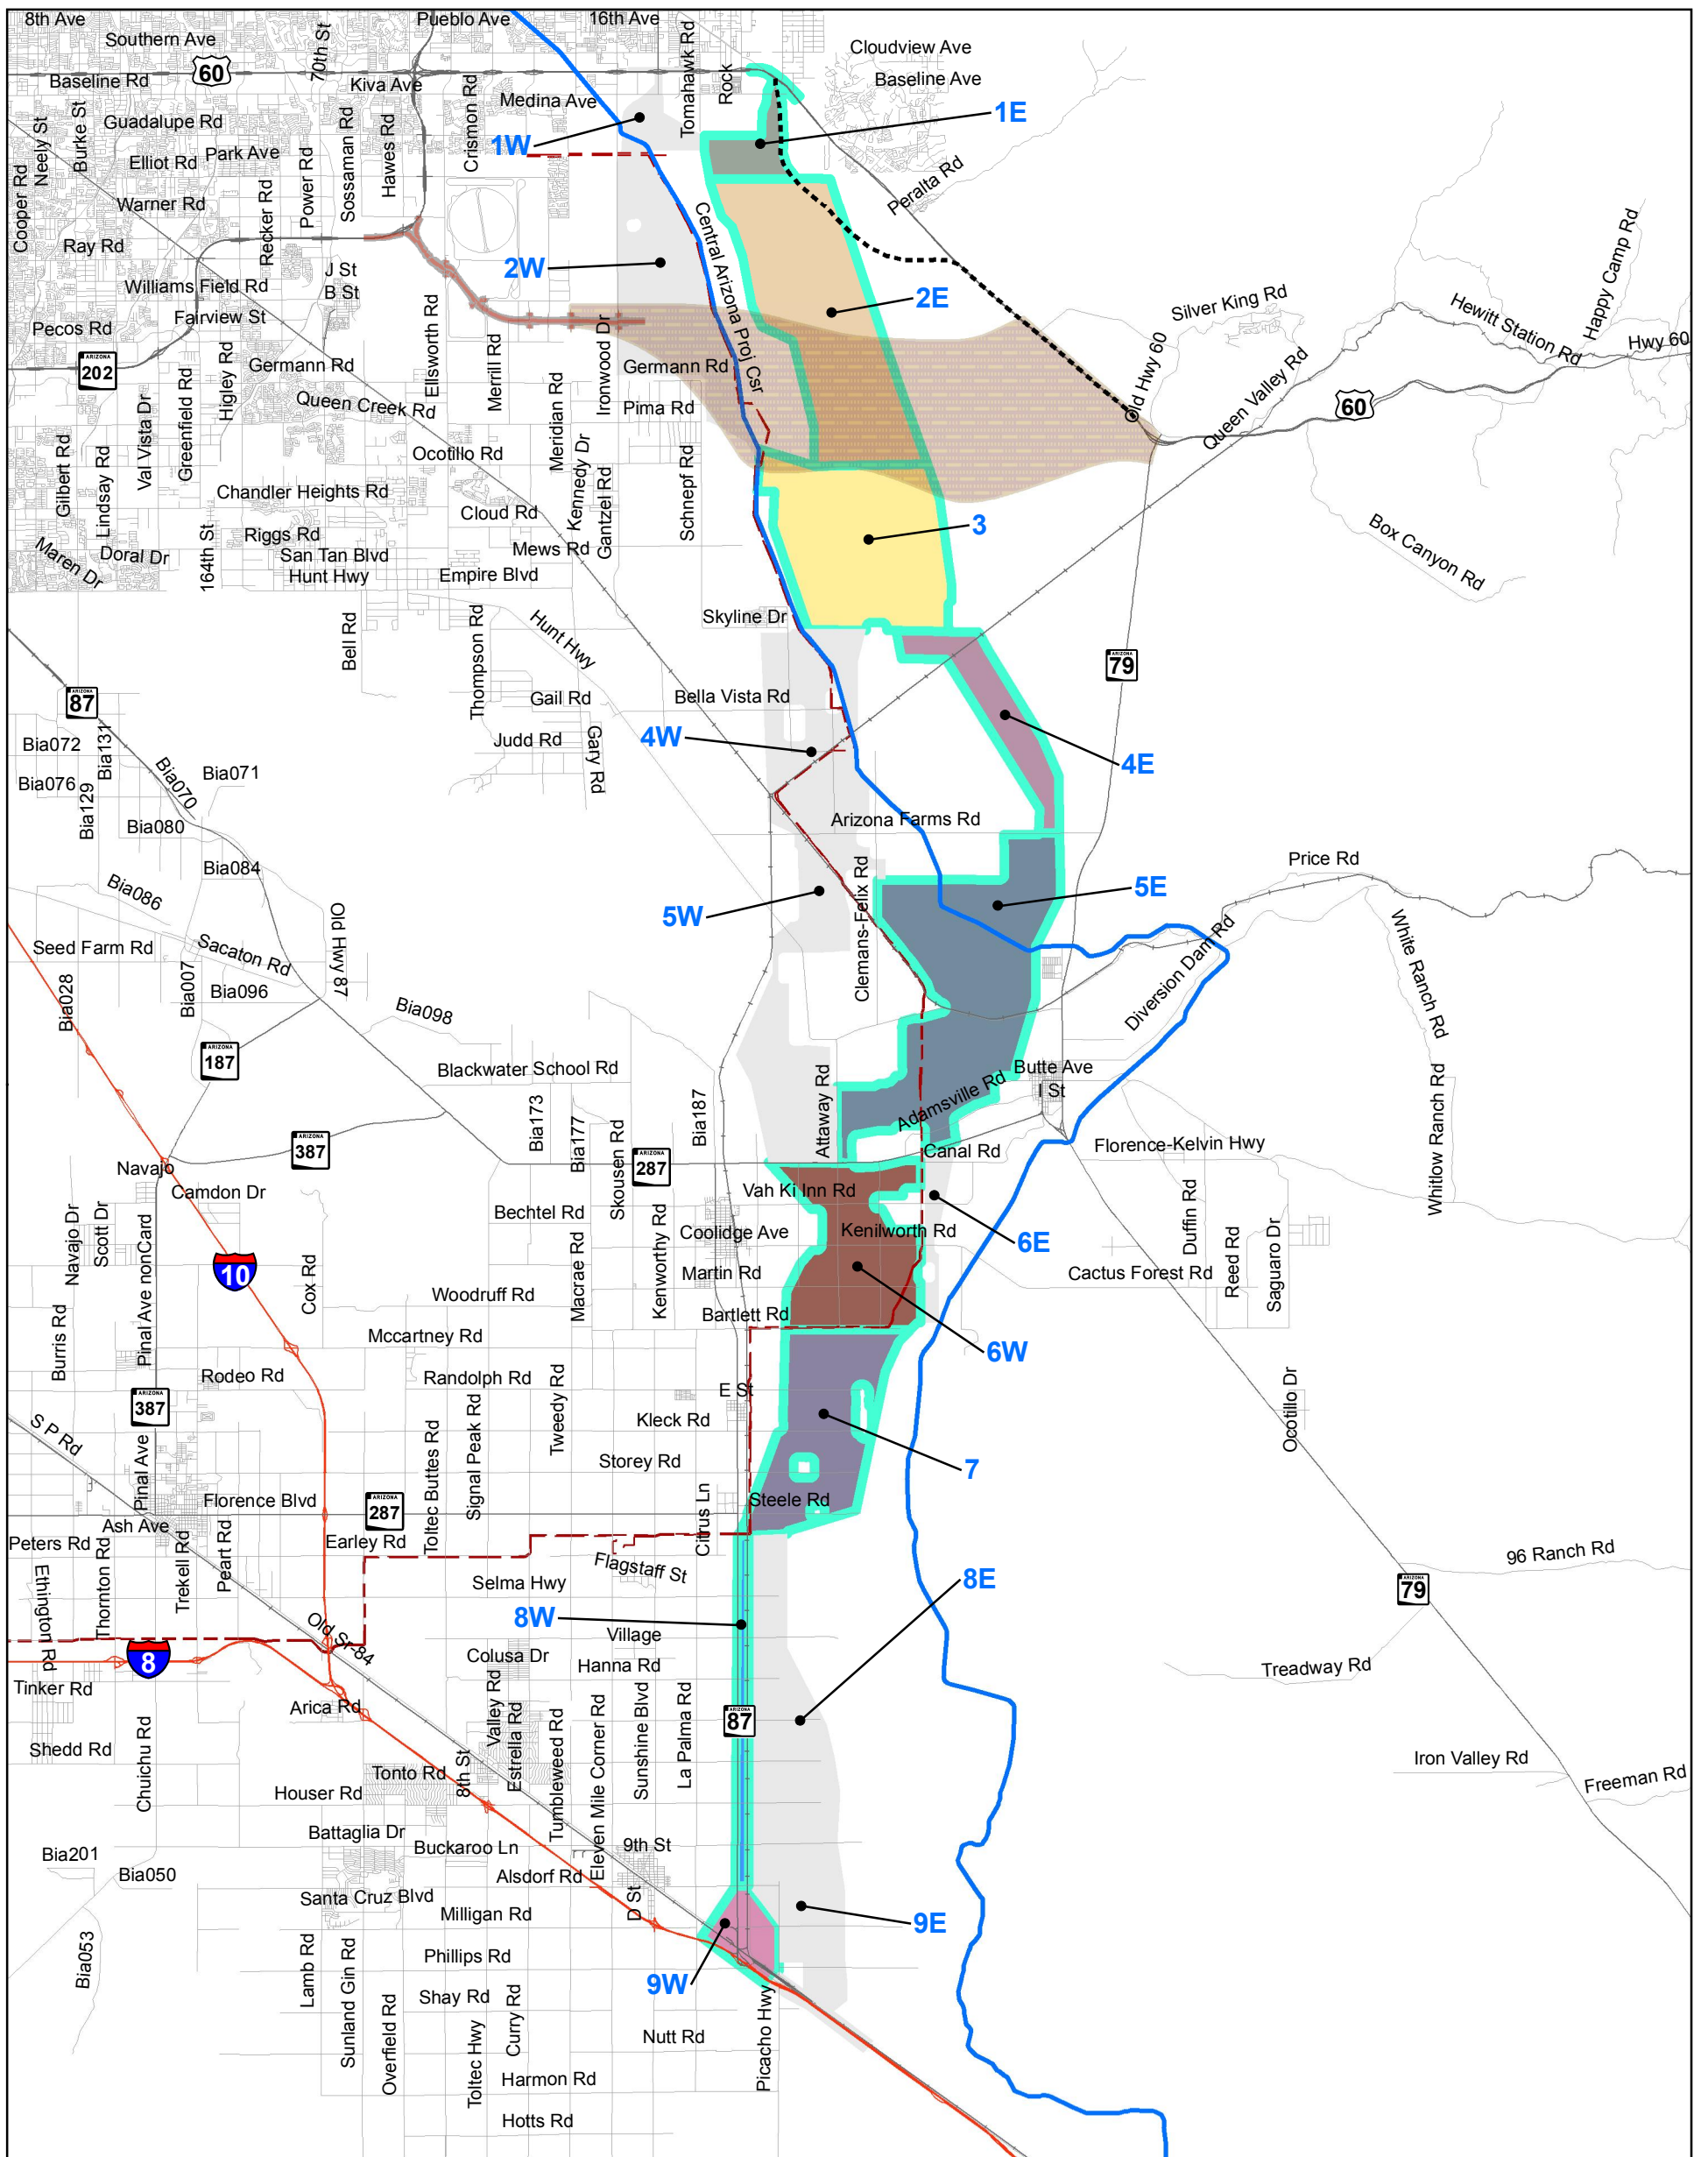 8th Ave
Pueblo Ave
16th Ave
Southern Ave
70th St
Tomahawk Rd
Rock
Cloudview Ave
60
Baseline Rd
Kiva Ave
Baseline Ave
Crismon Rd
Medina Ave
Neely St
Burke St
Guadalupe Rd
Sossaman Rd
Hawes Rd
1W
1E
Elliot Rd
Park Ave
Power Rd
Cooper Rd
Recker Rd
Warner Rd
Peralta Rd
Ray Rd
Central Arizona Proj Csr
Happy Camp Rd
J St
B St
2W
Williams Field Rd
2E
Silver King Rd
Hewitt Station Rd
Pecos Rd
Fairview St
Ellsworth Rd
Merrill Rd
Ironwood Dr
Old Hwy 60
Hwy 60
ARIZONA
202
Germann Rd
Germann Rd
Higley Rd
Greenfield Rd
Val Vista Dr
Queen Creek Rd
Meridian Rd
Pima Rd
60
Queen Valley Rd
Gilbert Rd
Lindsay Rd
Ocotillo Rd
Kennedy Dr
Gantzel Rd
Schnepf Rd
Chandler Heights Rd
Cloud Rd
3
Box Canyon Rd
Maren Dr
Doral Dr
164th St
Riggs Rd
San Tan Blvd
Hunt Hwy
Mews Rd
Empire Blvd
Bell Rd
Thompson Rd
Hunt Hwy
Skyline Dr
ARIZONA
79
ARIZONA
87
Gail Rd
Bella Vista Rd
Bia072
Bia131
Judd Rd
Gary Rd
4W
4E
Bia076
Bia129
Bia070
Bia071
Bia080
Arizona Farms Rd
Bia084
Clemans-Felix Rd
Price Rd
Bia086
5W
5E
Old Hwy 87
Seed Farm Rd
Sacaton Rd
White Ranch Rd
Bia028
Bia007
Bia096
Bia098
Diversion Dam Rd
ARIZONA
187
Blackwater School Rd
Butte Ave
I St
Whitlow Ranch Rd
Bia173
Bia177
Skousen Rd
Bia187
Attaway Rd
Adamsville Rd
ARIZONA
387
ARIZONA
287
Canal Rd
Florence-Kelvin Hwy
Navajo
Camdon Dr
Vah Ki Inn Rd
Navajo Dr
Scott Dr
Pinal Ave nonCard
Bechtel Rd
Macrae Rd
Kenworthy Rd
Coolidge Ave
Kenilworth Rd
6E
Duffin Rd
Reed Rd
Saguaro Dr
10
Cox Rd
Martin Rd
Cactus Forest Rd
Woodruff Rd
Bartlett Rd
Burris Rd
Mccartney Rd
6W
Rodeo Rd
Randolph Rd
Tweedy Rd
E St
ARIZONA
387
Toltec Buttes Rd
Signal Peak Rd
Kleck Rd
Ocotillo Dr
S P Rd
Pinal Ave
Storey Rd
7
Florence Blvd
ARIZONA
287
Citrus Ln
Steele Rd
Ash Ave
Peters Rd
Earley Rd
96 Ranch Rd
Ethington Rd
Thornton Rd
Trekell Rd
Peart Rd
Flagstaff St
Selma Hwy
8E
ARIZONA
79
8W
Old Sr-84
Village
8
Colusa Dr
Hanna Rd
Treadway Rd
Tinker Rd
Arica Rd
Valley Rd
Estrella Rd
Tumbleweed Rd
Eleven Mile Corner Rd
Sunshine Blvd
La Palma Rd
ARIZONA
87
Shedd Rd
Chuichu Rd
Iron Valley Rd
Tonto Rd
8th St
Freeman Rd
Houser Rd
Battaglia Dr
Buckaroo Ln
9th St
Bia201
Bia050
Alsdorf Rd
Santa Cruz Blvd
D St
Milligan Rd
9E
Bia053
Lamb Rd
Sunland Gin Rd
Phillips Rd
9W
Overfield Rd
Shay Rd
Toltec Hwy
Curry Rd
Picacho Hwy
Nutt Rd
Harmon Rd
Hotts Rd